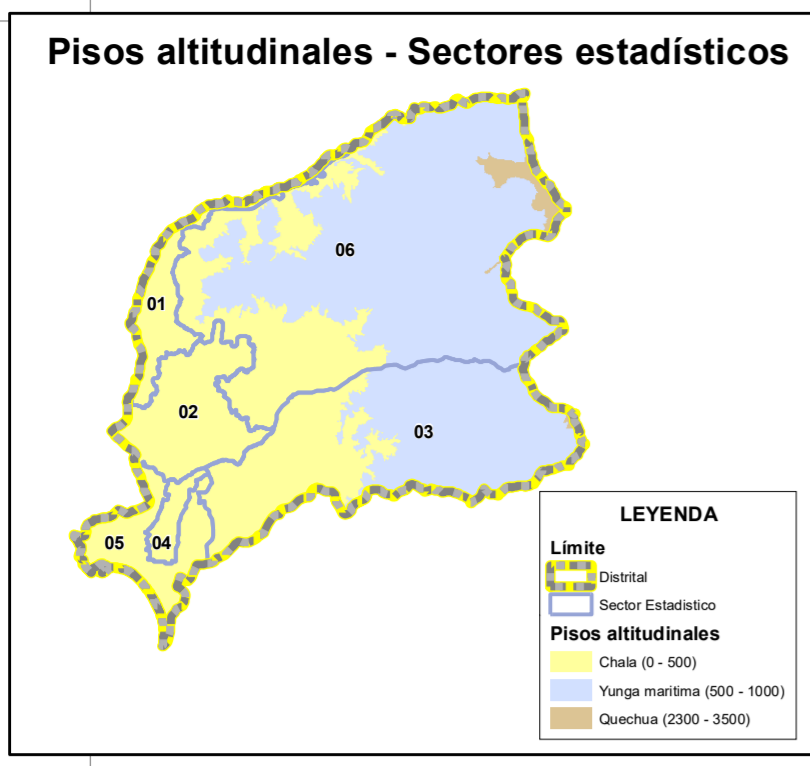 Pisos altitudinales - Sectores estadísticos
06
01
02
03
05
04
LEYENDA
Límite
Distrital
Sector Estadistico
Pisos altitudinales
Chala (0 - 500)
Yunga maritima (500 - 1000)
Quechua (2300 - 3500)